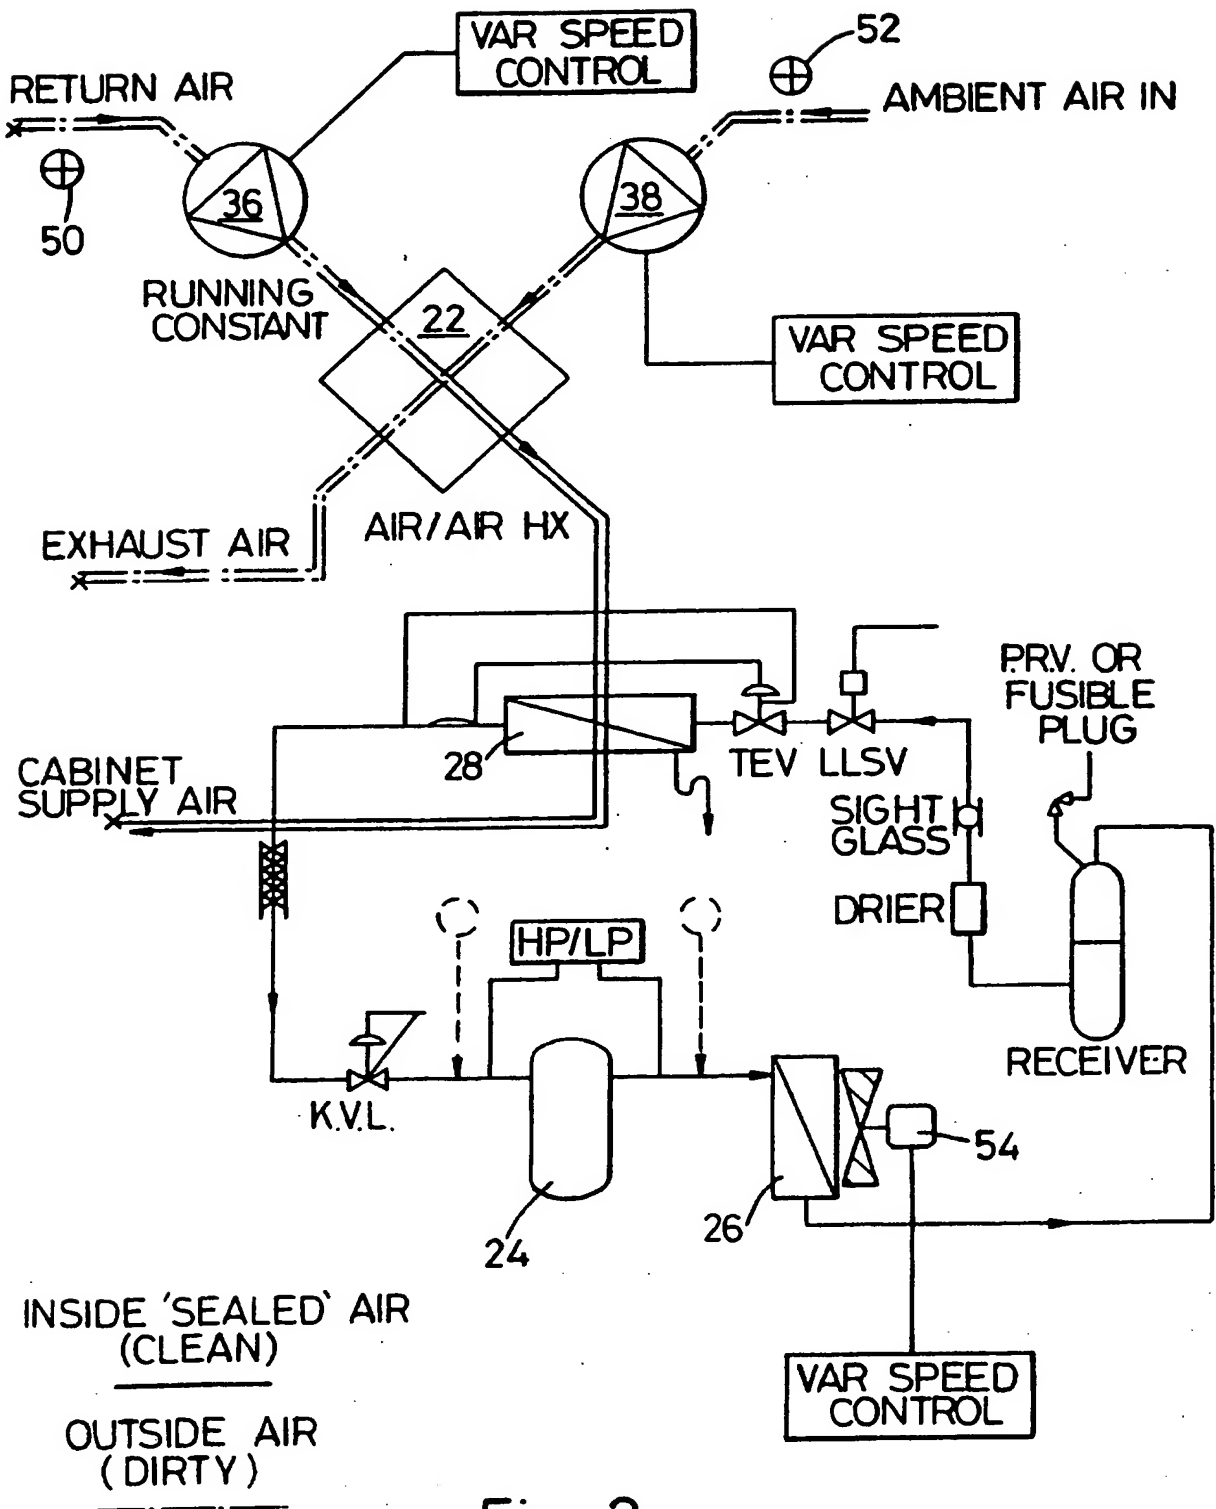 VAR SPEED
CONTROL
52
RETURN AIR
AMBIENT AIR IN
36
38
50
RUNNING
CONSTANT
22
VAR SPEED
CONTROL
AIR/AIR HX
EXHAUST AIR
P.R.V. OR
FUSIBLE
PLUG
28
TEV
LLSV
CABINET
SUPPLY AIR
SIGHT
GLASS
DRIER
HP/LP
RECEIVER
K.V.L.
54
24
26
INSIDE 'SEALED' AIR
(CLEAN)
VAR SPEED
CONTROL
OUTSIDE AIR
(DIRTY)